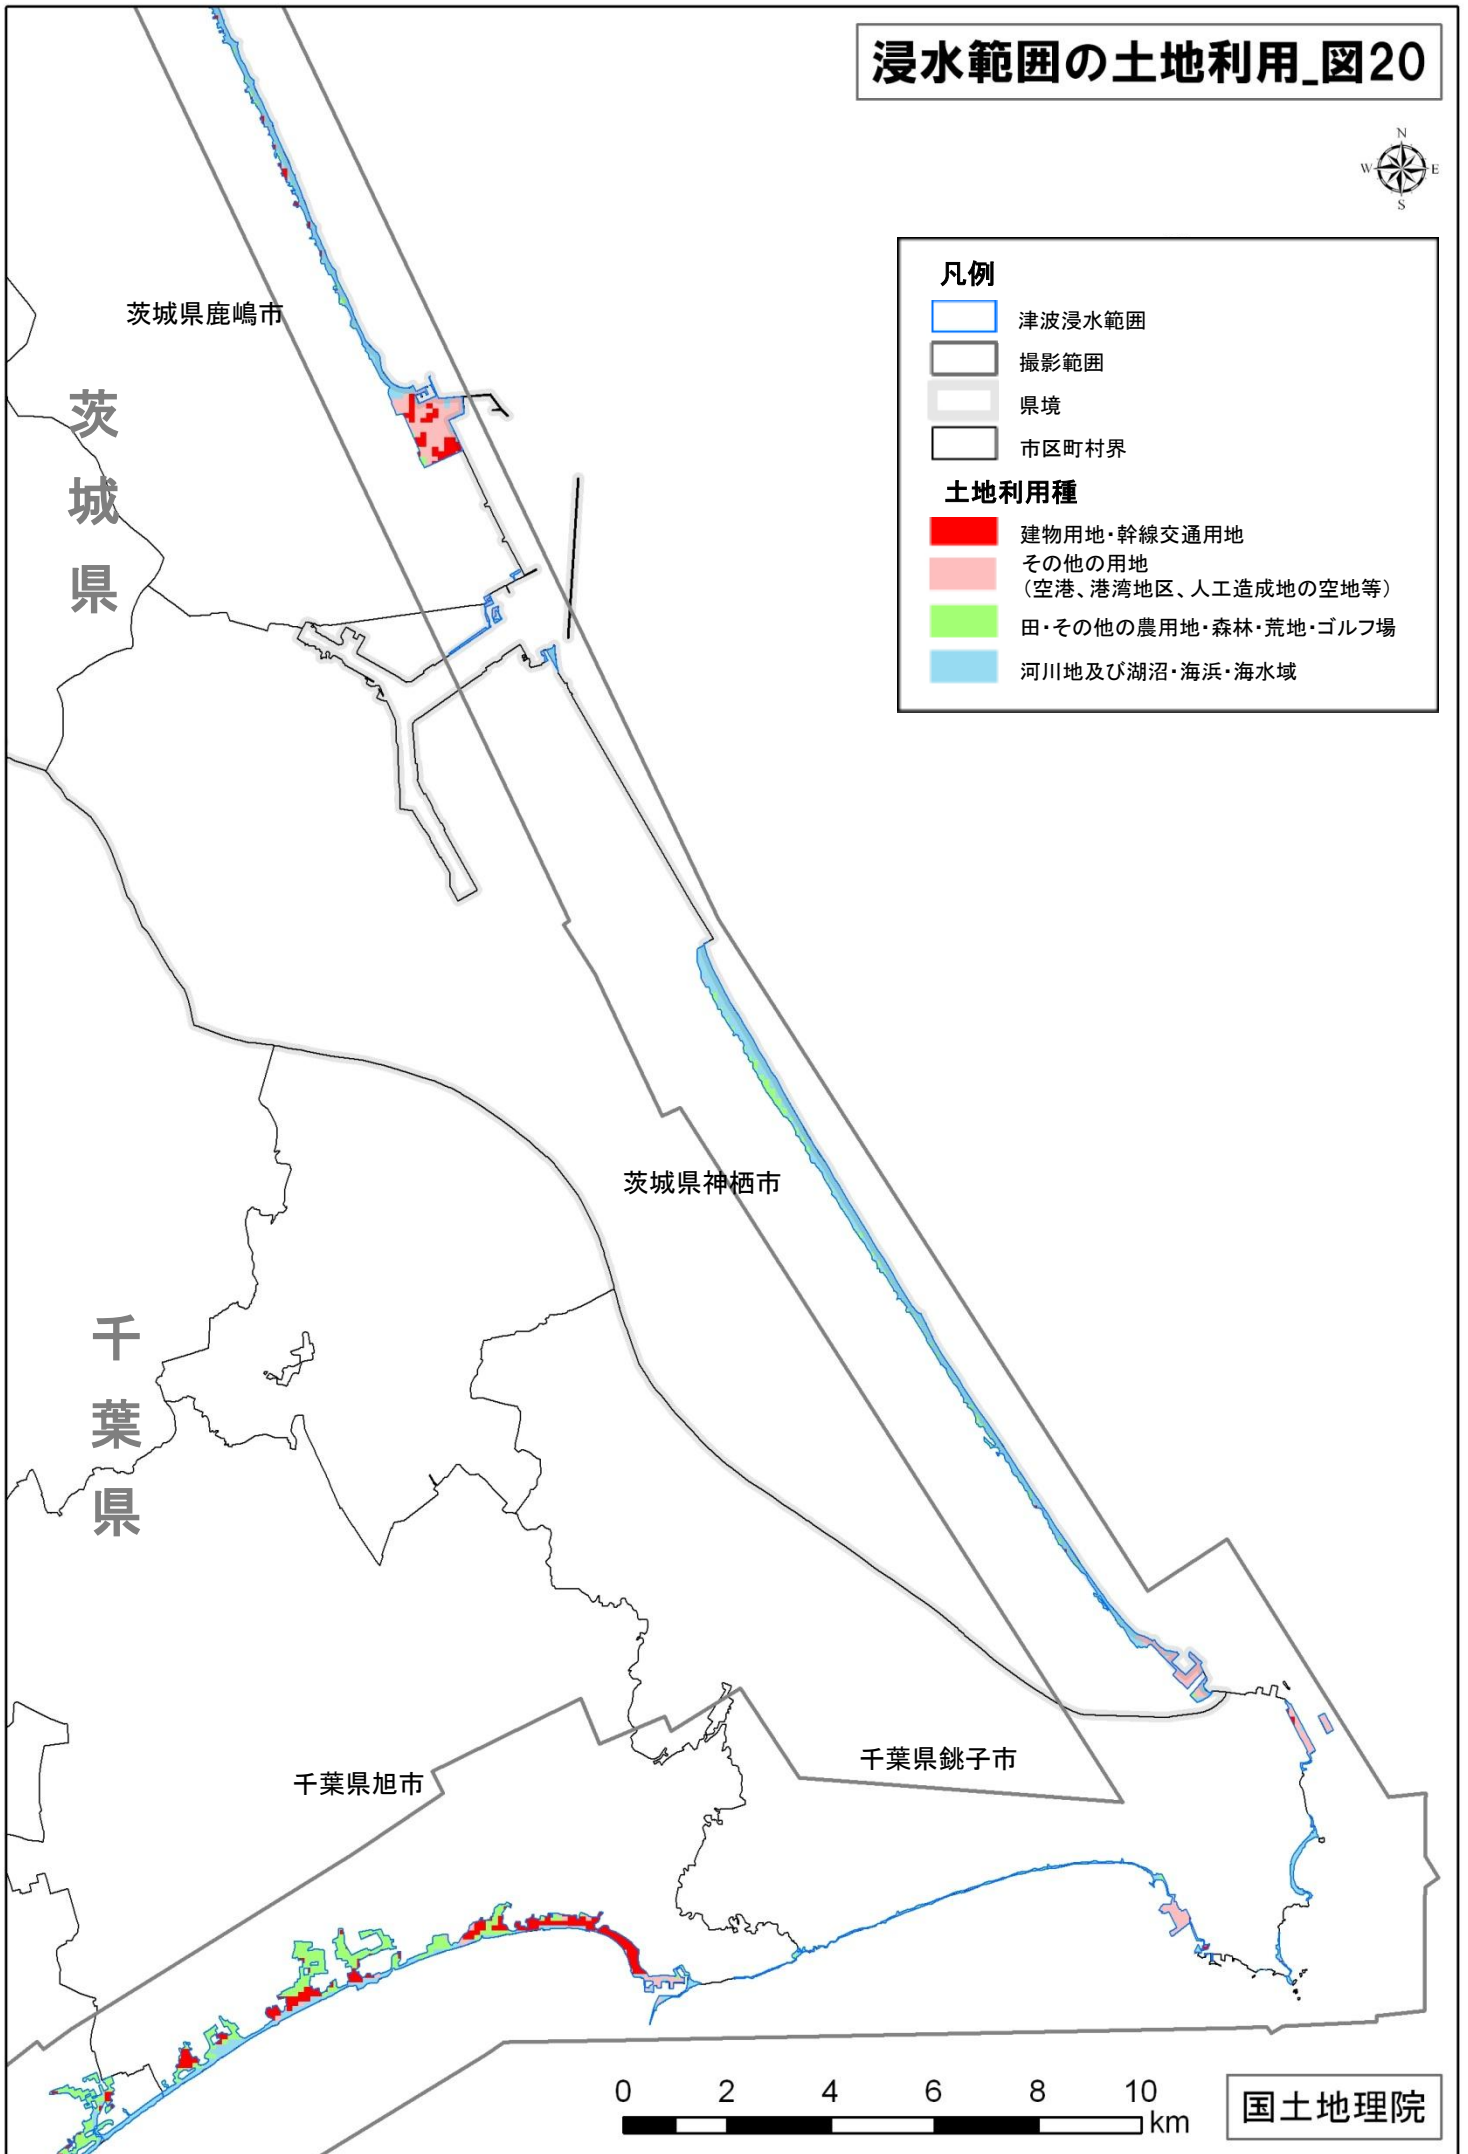 浸水範囲の土地利用_図20
N
W
E
S
凡例
津波浸水範囲
撮影範囲
県境
市区町村界
土地利用種
建物用地・幹線交通用地
その他の用地
（空港、港湾地区、人工造成地の空地等）
田・その他の農用地・森林・荒地・ゴルフ場
河川地及び湖沼・海浜・海水域
茨城県鹿嶋市
茨城県
茨城県神栖市
千葉県
千葉県銚子市
千葉県旭市
0 2 4 6 8 10
km
国土地理院